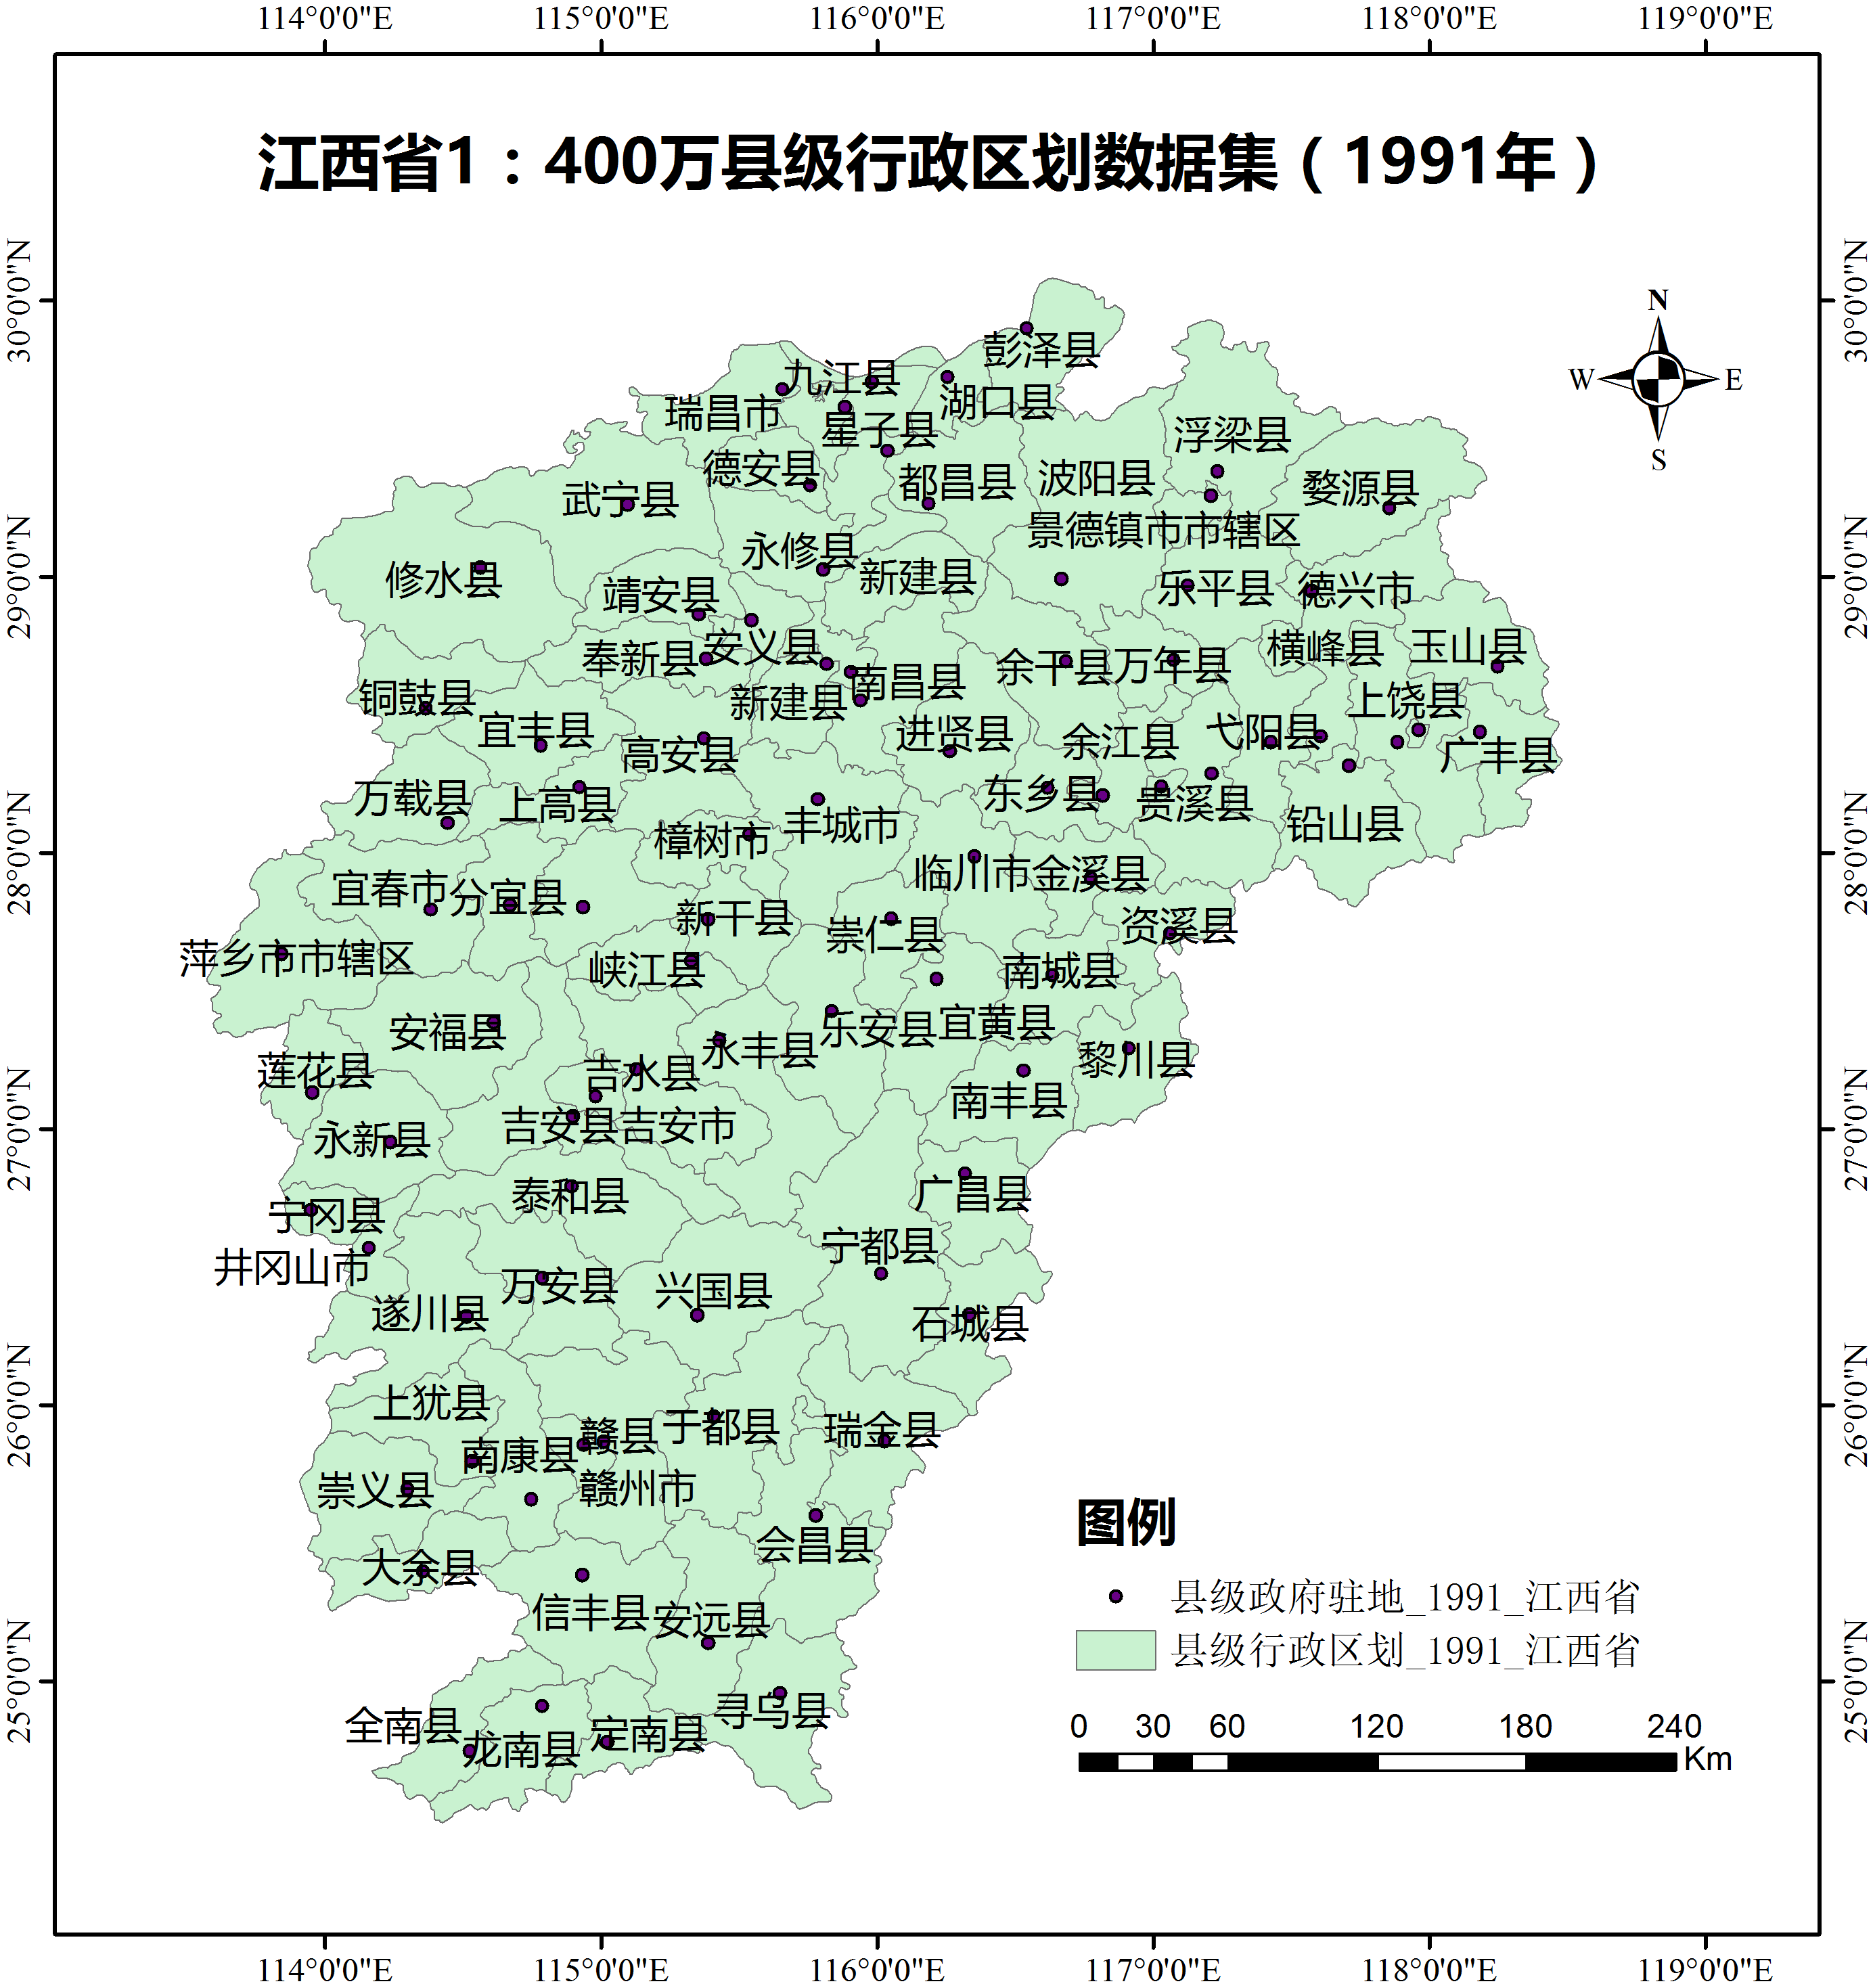 114°0'0"E 115°0'0"E 116°0'0"E 117°0'0"E 118°0'0"E 119°0'0"E
江西省1：400万县级行政区划数据集（1991年）
30°0'0"N
30°0'0"N
29°0'0"N
29°0'0"N
28°0'0"N
28°0'0"N
27°0'0"N
27°0'0"N
26°0'0"N
26°0'0"N
25°0'0"N
25°0'0"N
N
W
E
S
彭泽县
九江县
湖口县
瑞昌市
星子县
浮梁县
德安县
都昌县
波阳县
婺源县
武宁县
景德镇市市辖区
永修县
新建县
修水县
靖安县
乐平县
德兴市
奉新县
安义县
横峰县
玉山县
余干县
万年县
南昌县
铜鼓县
新建县
上饶县
宜丰县
进贤县
弋阳县
余江县
高安县
广丰县
万载县
上高县
东乡县
贵溪县
铅山县
丰城市
樟树市
临川市
金溪县
宜春市
分宜县
新干县
崇仁县
资溪县
萍乡市市辖区
峡江县
南城县
安福县
乐安县
宜黄县
永丰县
黎川县
莲花县
吉水县
南丰县
吉安县
吉安市
永新县
泰和县
广昌县
宁冈县
宁都县
井冈山市
万安县
兴国县
遂川县
石城县
上犹县
于都县
赣县
瑞金县
南康县
崇义县
赣州市
会昌县
大余县
信丰县
安远县
寻乌县
全南县
龙南县
定南县
图例
县级政府驻地_1991_江西省
县级行政区划_1991_江西省
0 30 60 120 180 240
Km
114°0'0"E 115°0'0"E 116°0'0"E 117°0'0"E 118°0'0"E 119°0'0"E